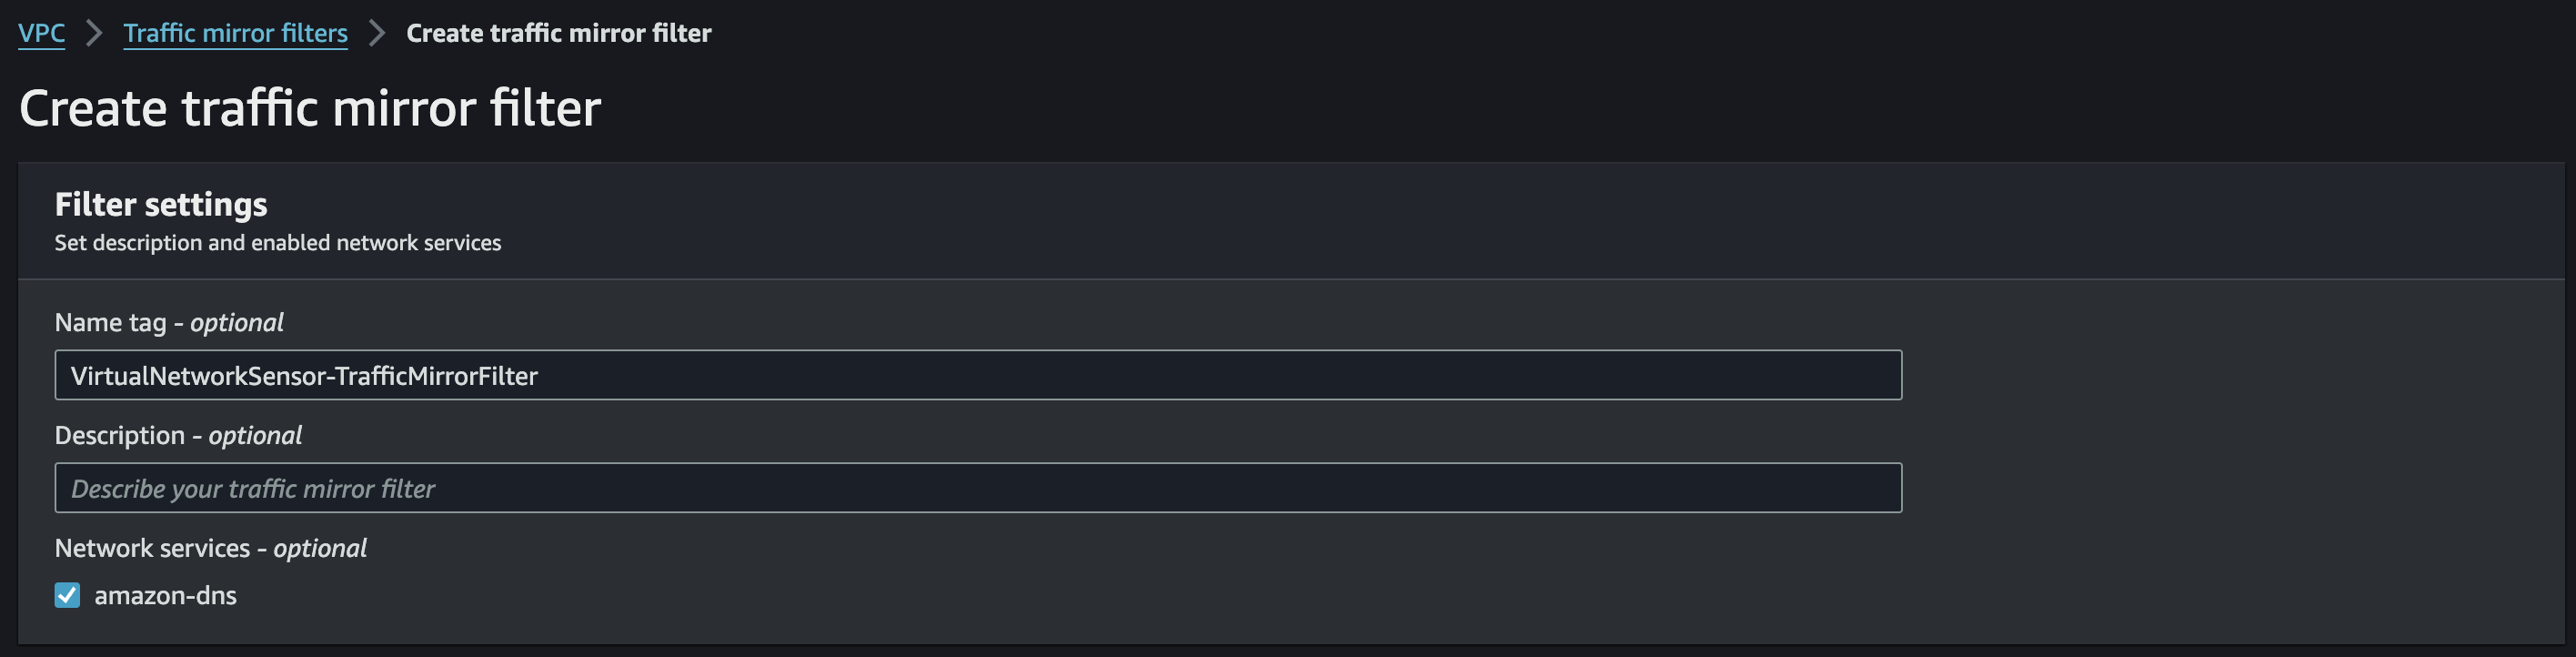 VPC > Traffic mirror filters > Create traffic mirror filter
Create traffic mirror filter
Filter settings
Set description and enabled network services
Name tag - optional
VirtualNetworkSensor-TrafficMirrorFilter
Description - optional
Describe your traffic mirror filter
Network services - optional
amazon-dns